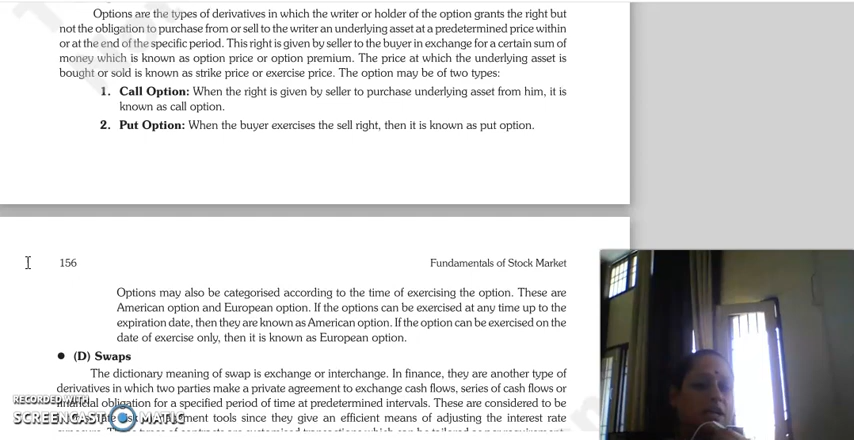 Options are the types of derivatives in which the writer or holder of the option grants the right but
not the obligation to purchase from or sell to the writer an underlying asset at a predetermined price within
or at the end of the specific period. This right is given by seller to the buyer in exchange for a certain sum of
money which is known as option price or option premium. The price at which the underlying asset is
bought or sold is known as strike price or exercise price. The option may be of two types:
1. Call Option: When the right is given by seller to purchase underlying asset from him, it is
known as call option.
2. Put Option: When the buyer exercises the sell right, then it is known as put option.
156 Fundamentals of Stock Market
Options may also be categorised according to the time of exercising the option. These are
American option and European option. If the options can be exercised at any time up to the
expiration date, then they are known as American option. If the option can be exercised on the
date of exercise only, then it is known as European option.
• (D) Swaps
The dictionary meaning of swap is exchange or interchange. In finance, they are another type of
derivatives in which two parties make a private agreement to exchange cash flows, series of cash flows or
financial obligation for a specified period of time at predetermined intervals. These are considered to be
tools since they give an efficient means of adjusting the interest rate
RECORDED WITH
SCREENCAST MATIC